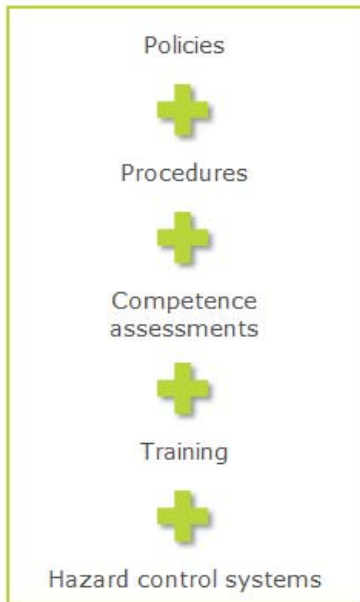 Policies
Procedures
Competence
assessments
Training
Hazard control systems